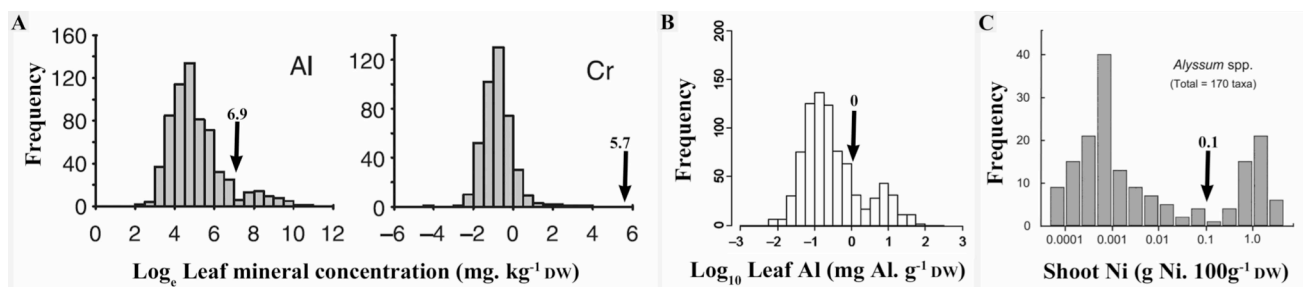 A
Frequency
160
120
80
40
0
Al
6.9
0 2 4 6 8 10 12
120
80
40
0
Cr
5.7
−6 −4 −2 0 2 4 6
Loge Leaf mineral concentration (mg. kg-1 DW)
B
Frequency
200
150
100
50
0
0
−3 −2 −1 0 1 2 3
Log10 Leaf Al (mg Al. g-1 DW)
C
Frequency
40
30
20
10
0
Alyssum spp.
(Total = 170 taxa)
0.1
0.0001 0.001 0.01 0.1 1.0
Shoot Ni (g Ni. 100g-1 DW)